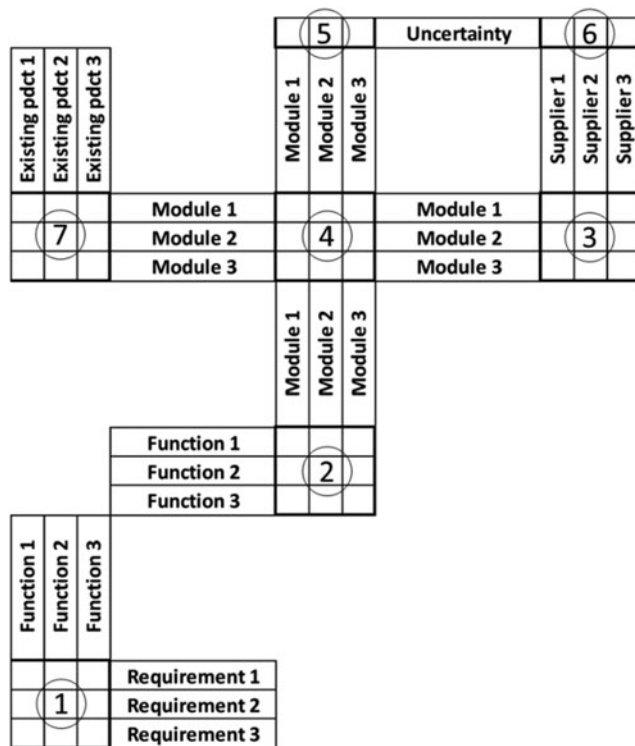 5 Uncertainty 6
Existing pdct 1
Existing pdct 2
Existing pdct 3
Module 1
Module 2
Module 3
Supplier 1
Supplier 2
Supplier 3
Module 1 Module 1
7 Module 2 4 Module 2 3
Module 3 Module 3
Module 1
Module 2
Module 3
Function 1
Function 2 2
Function 3
Function 1
Function 2
Function 3
Requirement 1
1 Requirement 2
Requirement 3